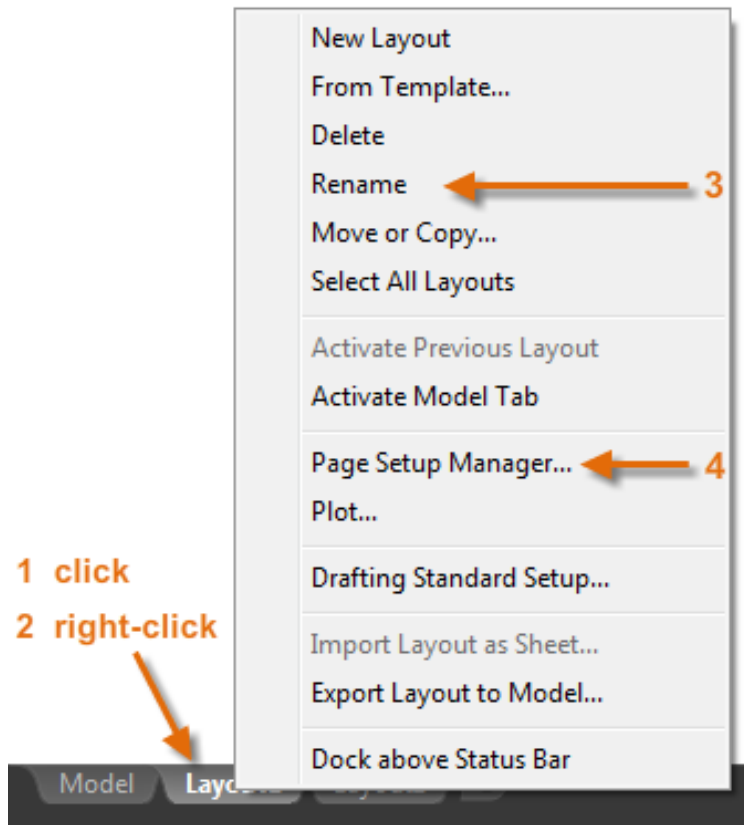 New Layout
From Template...
Delete
Rename
3
Move or Copy...
Select All Layouts
Activate Previous Layout
Activate Model Tab
Page Setup Manager...
4
Plot...
1 click
Drafting Standard Setup...
2 right-click
Import Layout as Sheet...
Export Layout to Model...
Dock above Status Bar
Model